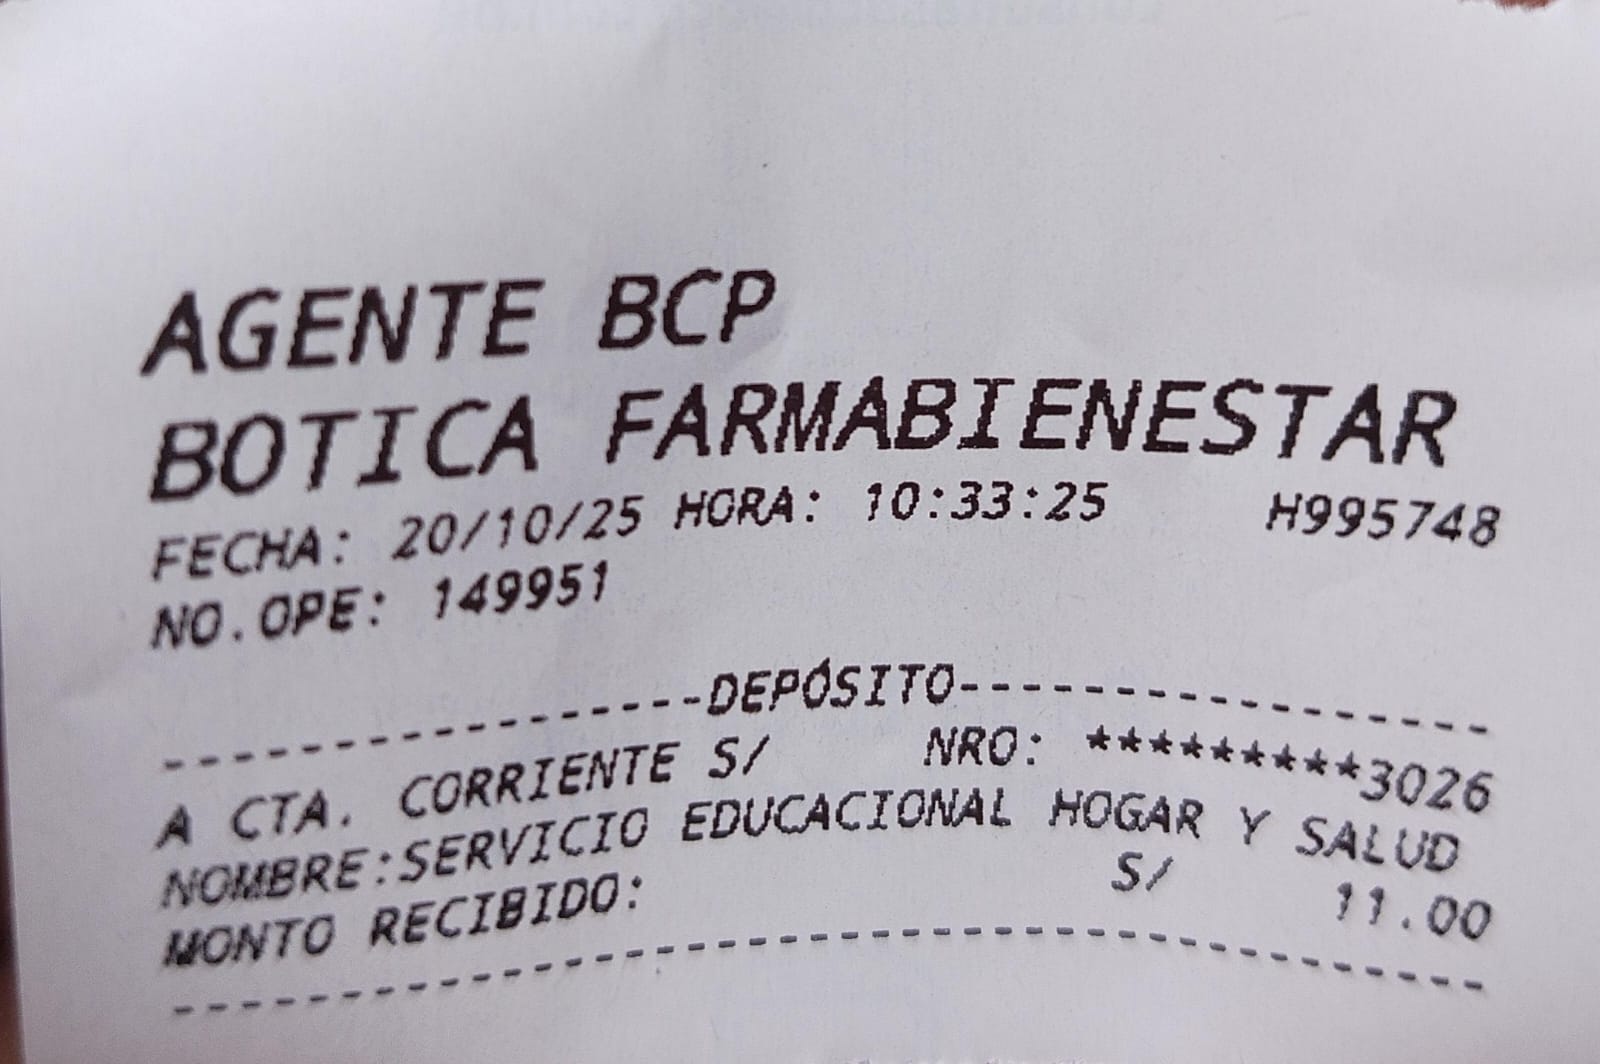 AGENTE BCP
BOTICA FARMABIENESTAR
FECHA: 20/10/25 HORA: 10:33:25 H995748
NO.OPE: 149951
-----------------DEPÓSITO-----------------
A CTA. CORRIENTE S/ NRO: *********3026
NOMBRE:SERVICIO EDUCACIONAL HOGAR Y SALUD
MONTO RECIBIDO: S/ 11.00